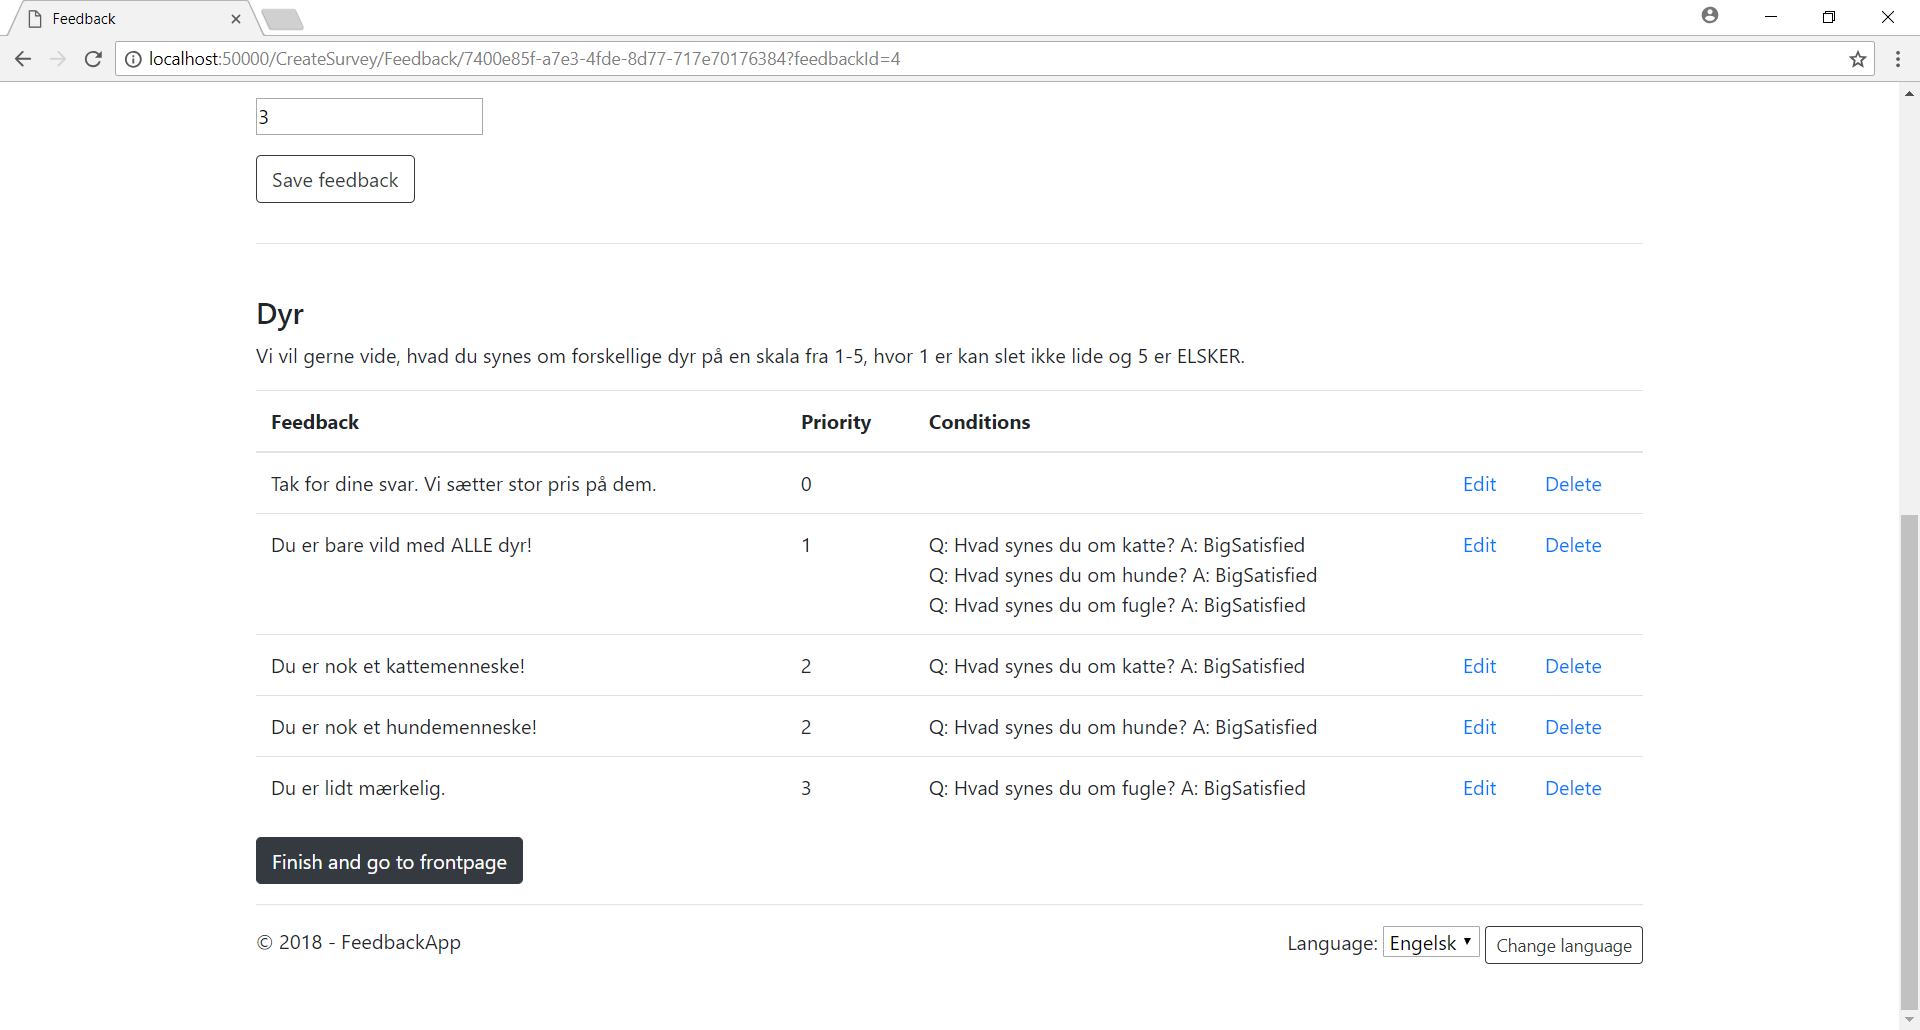 Feedback
localhost:50000/CreateSurvey/Feedback/7400e85f-a7e3-4fde-8d77-717e70176384?feedbackId=4
3
Save feedback
Dyr
Vi vil gerne vide, hvad du synes om forskellige dyr på en skala fra 1-5, hvor 1 er kan slet ikke lide og 5 er ELSKER.
Feedback Priority Conditions
Tak for dine svar. Vi sætter stor pris på dem. 0 Edit Delete
Du er bare vild med ALLE dyr! 1 Q: Hvad synes du om katte? A: BigSatisfied Edit Delete
Q: Hvad synes du om hunde? A: BigSatisfied
Q: Hvad synes du om fugle? A: BigSatisfied
Du er nok et kattemenneske! 2 Q: Hvad synes du om katte? A: BigSatisfied Edit Delete
Du er nok et hundemenneske! 2 Q: Hvad synes du om hunde? A: BigSatisfied Edit Delete
Du er lidt mærkelig. 3 Q: Hvad synes du om fugle? A: BigSatisfied Edit Delete
Finish and go to frontpage
© 2018 - FeedbackApp Language: Engelsk Change language